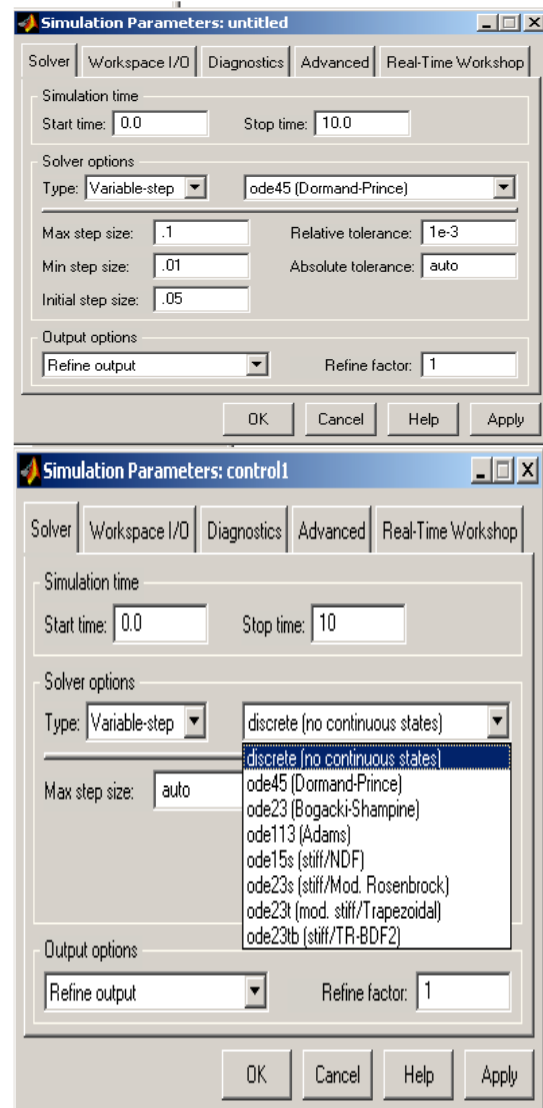 Simulation Parameters: untitled
Solver Workspace I/O Diagnostics Advanced Real-Time Workshop
Simulation time
Start time: 0.0 Stop time: 10.0
Solver options
Type: Variable-step ode45 (Dormand-Prince)
Max step size: .1 Relative tolerance: 1e-3
Min step size: .01 Absolute tolerance: auto
Initial step size: .05
Output options
Refine output Refine factor: 1
OK Cancel Help Apply
Simulation Parameters: control1
Solver Workspace I/O Diagnostics Advanced Real-Time Workshop
Simulation time
Start time: 0.0 Stop time: 10
Solver options
Type: Variable-step discrete (no continuous states)
discrete (no continuous states)
Max step size: auto ode45 (Dormand-Prince)
ode23 (Bogacki-Shampine)
ode113 (Adams)
ode15s (stiff/NDF)
ode23s (stiff/Mod. Rosenbrock)
ode23t (mod. stiff/Trapezoidal)
ode23tb (stiff/TR-BDF2)
Output options
Refine output Refine factor: 1
OK Cancel Help Apply